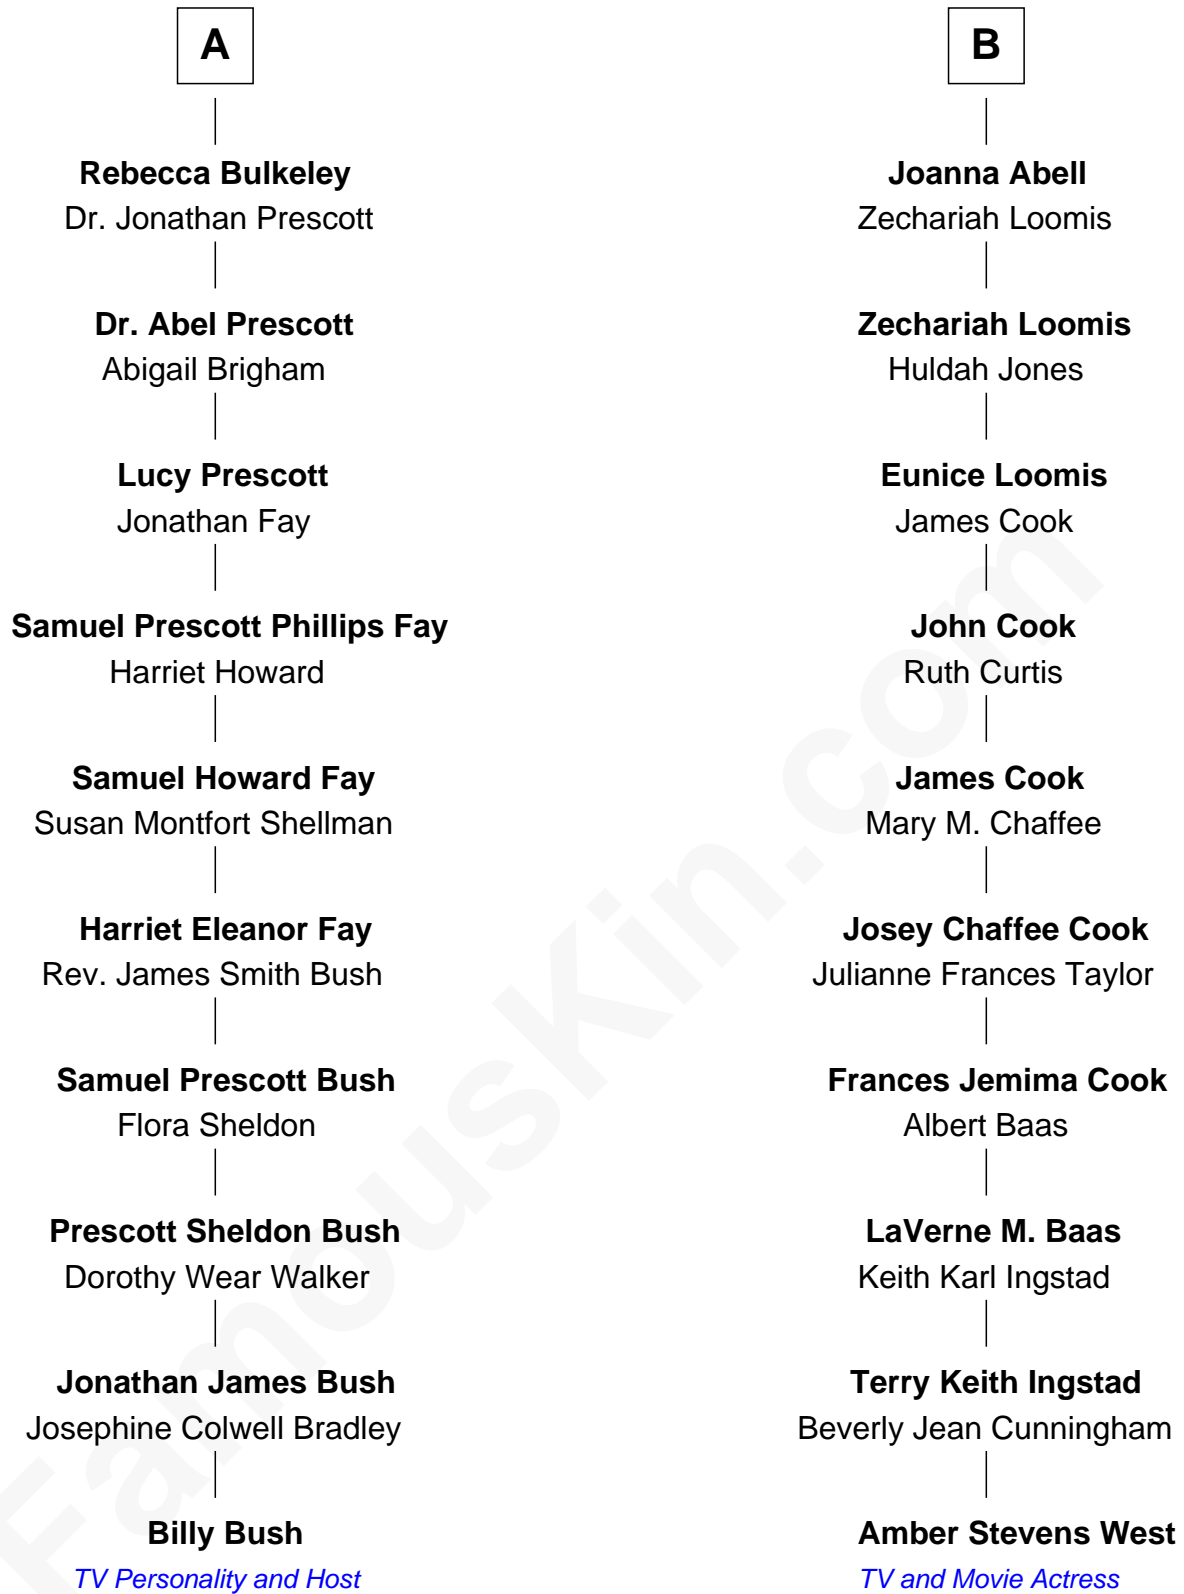 A
Rebecca Bulkeley
Dr. Jonathan Prescott
Dr. Abel Prescott
Abigail Brigham
Lucy Prescott
Jonathan Fay
Samuel Prescott Phillips Fay
Harriet Howard
Samuel Howard Fay
Susan Montfort Shellman
Harriet Eleanor Fay
Rev. James Smith Bush
Samuel Prescott Bush
Flora Sheldon
Prescott Sheldon Bush
Dorothy Wear Walker
Jonathan James Bush
Josephine Colwell Bradley
Billy Bush
TV Personality and Host
B
Joanna Abell
Zechariah Loomis
Zechariah Loomis
Huldah Jones
Eunice Loomis
James Cook
John Cook
Ruth Curtis
James Cook
Mary M. Chaffee
Josey Chaffee Cook
Julianne Frances Taylor
Frances Jemima Cook
Albert Baas
LaVerne M. Baas
Keith Karl Ingstad
Terry Keith Ingstad
Beverly Jean Cunningham
Amber Stevens West
TV and Movie Actress
FamousKin.com